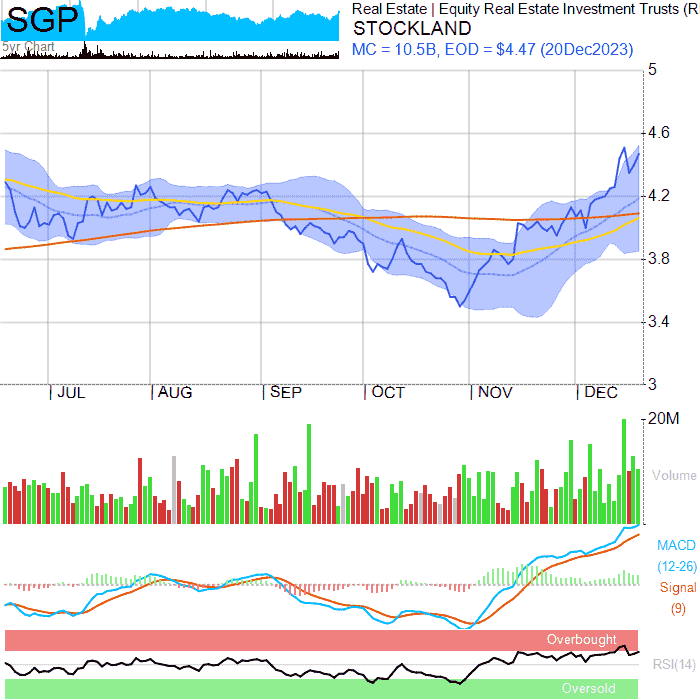 SGP
5yr Chart
Real Estate | Equity Real Estate Investment Trusts (R
STOCKLAND
MC = 10.5B, EOD = $4.47 (20Dec2023)
5
4.6
4.2
3.8
3.4
3
JUL AUG SEP OCT NOV DEC
20M
Volume
MACD
(12-26)
Signal
(9)
Overbought
RSI(14)
Oversold